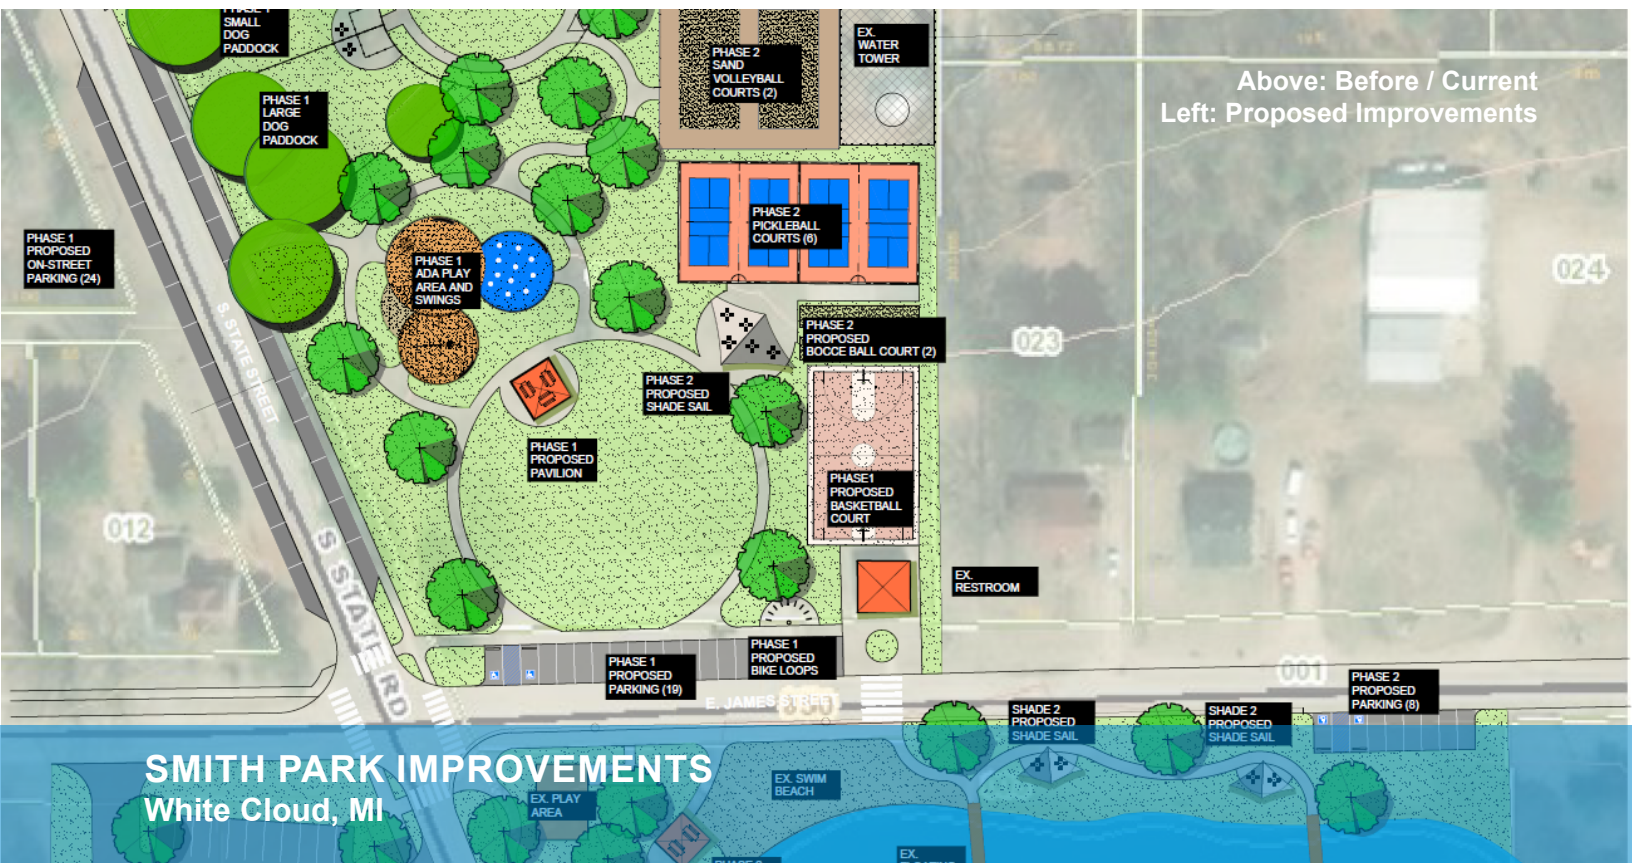 PHASE 1
SMALL
DOG
PADDOCK
EX.
WATER
TOWER
PHASE 2
SAND
VOLLEYBALL
COURTS (2)
Above: Before / Current
Left: Proposed Improvements
PHASE 1
LARGE
DOG
PADDOCK
PHASE 2
PICKLEBALL
COURTS (6)
PHASE 1
PROPOSED
ON-STREET
PARKING (24)
PHASE 1
ADA PLAY
AREA AND
SWINGS
024
S. STATE STREET
PHASE 2
PROPOSED
BOCCE BALL COURT (2)
023
PHASE 2
PROPOSED
SHADE SAIL
PHASE 1
PROPOSED
PAVILION
PHASE1
PROPOSED
BASKETBALL
COURT
012
S STATE RD
EX.
RESTROOM
PHASE 1
PROPOSED
BIKE LOOPS
PHASE 1
PROPOSED
PARKING (19)
001
PHASE 2
PROPOSED
PARKING (8)
E. JAMES STREET
SHADE 2
PROPOSED
SHADE SAIL
SHADE 2
PROPOSED
SHADE SAIL
SMITH PARK IMPROVEMENTS
White Cloud, MI
EX. SWIM
BEACH
EX. PLAY
AREA
EX.